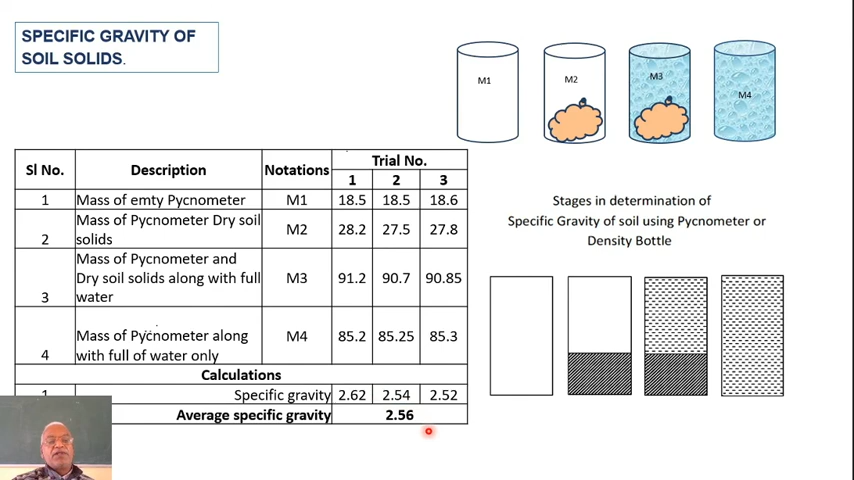 SPECIFIC GRAVITY OF
SOIL SOLIDS.
M1
M2
M3
M4
Sl No.
Description
Notations
Trial No.
1
2
3
1
Mass of emty Pycnometer
M1
18.5
18.5
18.6
2
Mass of Pycnometer Dry soil
solids
M2
28.2
27.5
27.8
3
Mass of Pycnometer and
Dry soil solids along with full
water
M3
91.2
90.7
90.85
4
Mass of Pycnometer along
with full of water only
M4
85.2
85.25
85.3
Calculations
1
Specific gravity
2.62
2.54
2.52
Average specific gravity
2.56
Stages in determination of
Specific Gravity of soil using Pycnometer or
Density Bottle